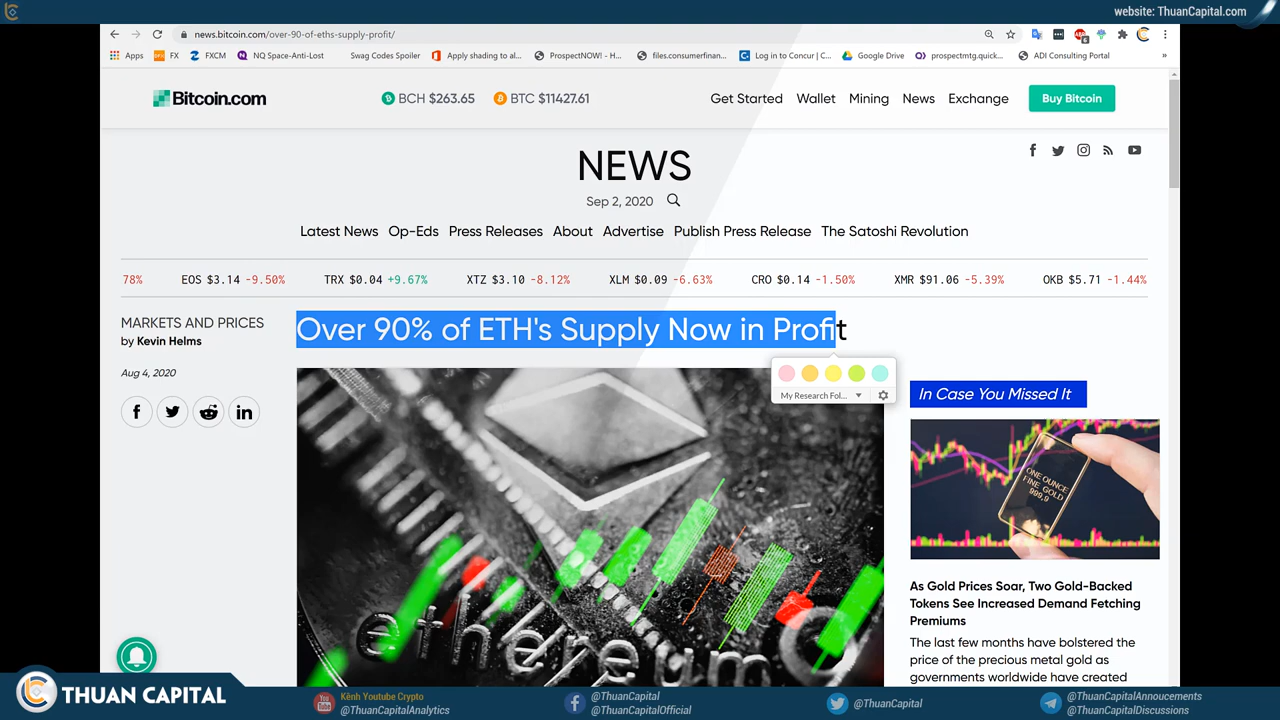 website: ThuanCapital.com
news.bitcoin.com/over-90-of-eths-supply-profit/
Apps FX FXCM NQ Space-Anti-Lost Swag Codes Spoiler Apply shading to al... ProspectNOW! - H... files.consumerfinan... Log in to Concur | C... Google Drive prospectmtg.quick... ADI Consulting Portal »
Bitcoin.com BCH $263.65 BTC $11427.61 Get Started Wallet Mining News Exchange Buy Bitcoin
NEWS
Sep 2, 2020
Latest News Op-Eds Press Releases About Advertise Publish Press Release The Satoshi Revolution
78% EOS $3.14 -9.50% TRX $0.04 +9.67% XTZ $3.10 -8.12% XLM $0.09 -6.63% CRO $0.14 -1.50% XMR $91.06 -5.39% OKB $5.71 -1.44%
MARKETS AND PRICES
by Kevin Helms
Aug 4, 2020
Over 90% of ETH's Supply Now in Profit
My Research Fol...
ethereum
In Case You Missed It
ONE OUNCE
FINE GOLD
999,9
As Gold Prices Soar, Two Gold-Backed
Tokens See Increased Demand Fetching
Premiums
The last few months have bolstered the
price of the precious metal gold as
governments worldwide have created
THUAN CAPITAL
Kênh Youtube Crypto
@ThuanCapitalAnalytics
@ThuanCapital
@ThuanCapitalOfficial
@ThuanCapital
@ThuanCapitalAnnoucements
@ThuanCapitalDiscussions